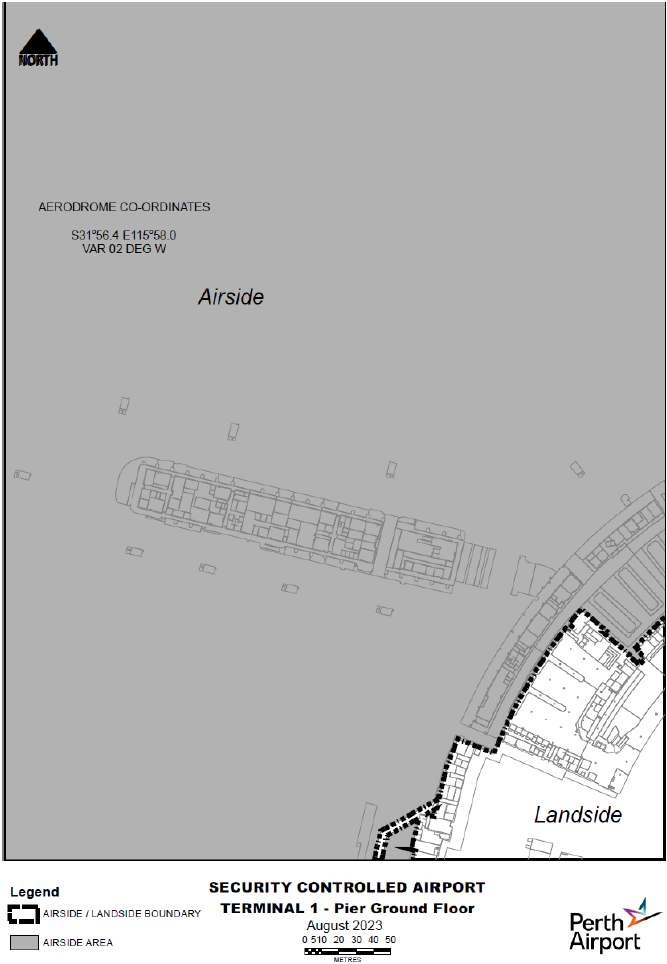 NORTH
AERODROME CO-ORDINATES
S31°56.4 E115°58.0
VAR 02 DEG W
Airside
Landside
Legend
AIRSIDE / LANDSIDE BOUNDARY
AIRSIDE AREA
SECURITY CONTROLLED AIRPORT
TERMINAL 1 - Pier Ground Floor
August 2023
0 5 10 20 30 40 50
METRES
Perth
Airport